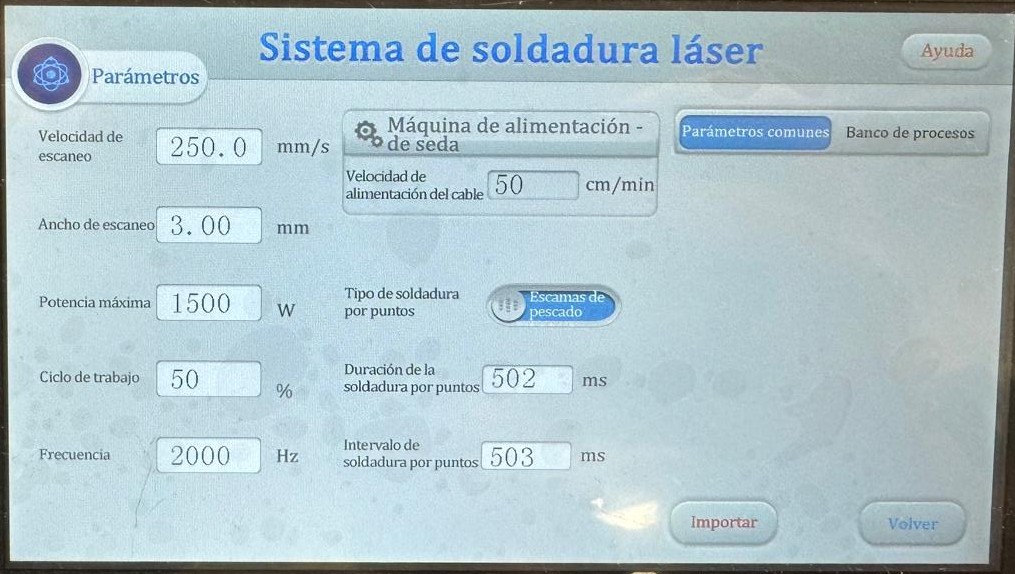 Sistema de soldadura láser
Ayuda
Parámetros
Velocidad de
escaneo
250.0 mm/s
Ancho de escaneo 3.00 mm
Potencia máxima 1500 W
Ciclo de trabajo 50 %
Frecuencia 2000 Hz
Máquina de alimentación -
de seda
Velocidad de
alimentación del cable 50 cm/min
Tipo de soldadura
por puntos
Escamas de
pescado
Duración de la
soldadura por puntos 502 ms
Intervalo de
soldadura por puntos 503 ms
Parámetros comunes Banco de procesos
Importar
Volver